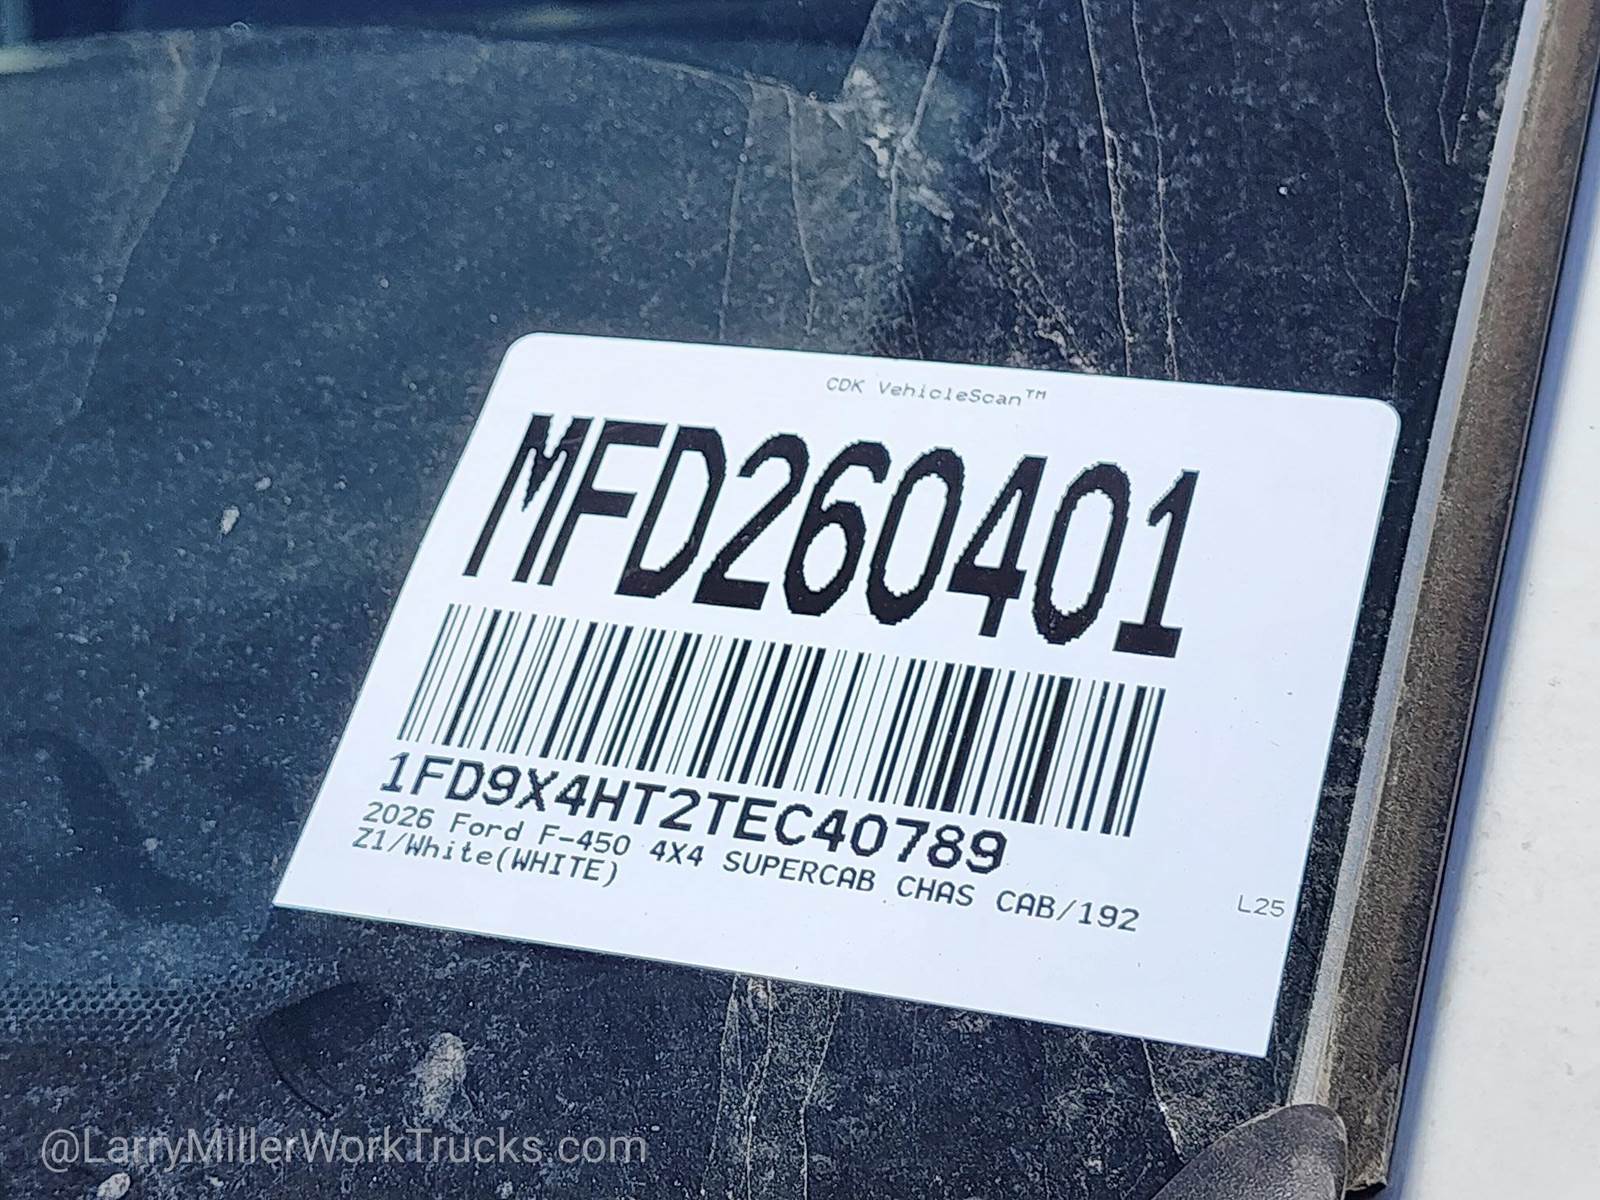 CDK VehicleScan™
MFD260401
1FD9X4HT2TEC40789
2026 Ford F-450 4X4 SUPERCAB CHAS CAB/192
Z1/White(WHITE)
L25
@LarryMillerWorkTrucks.com